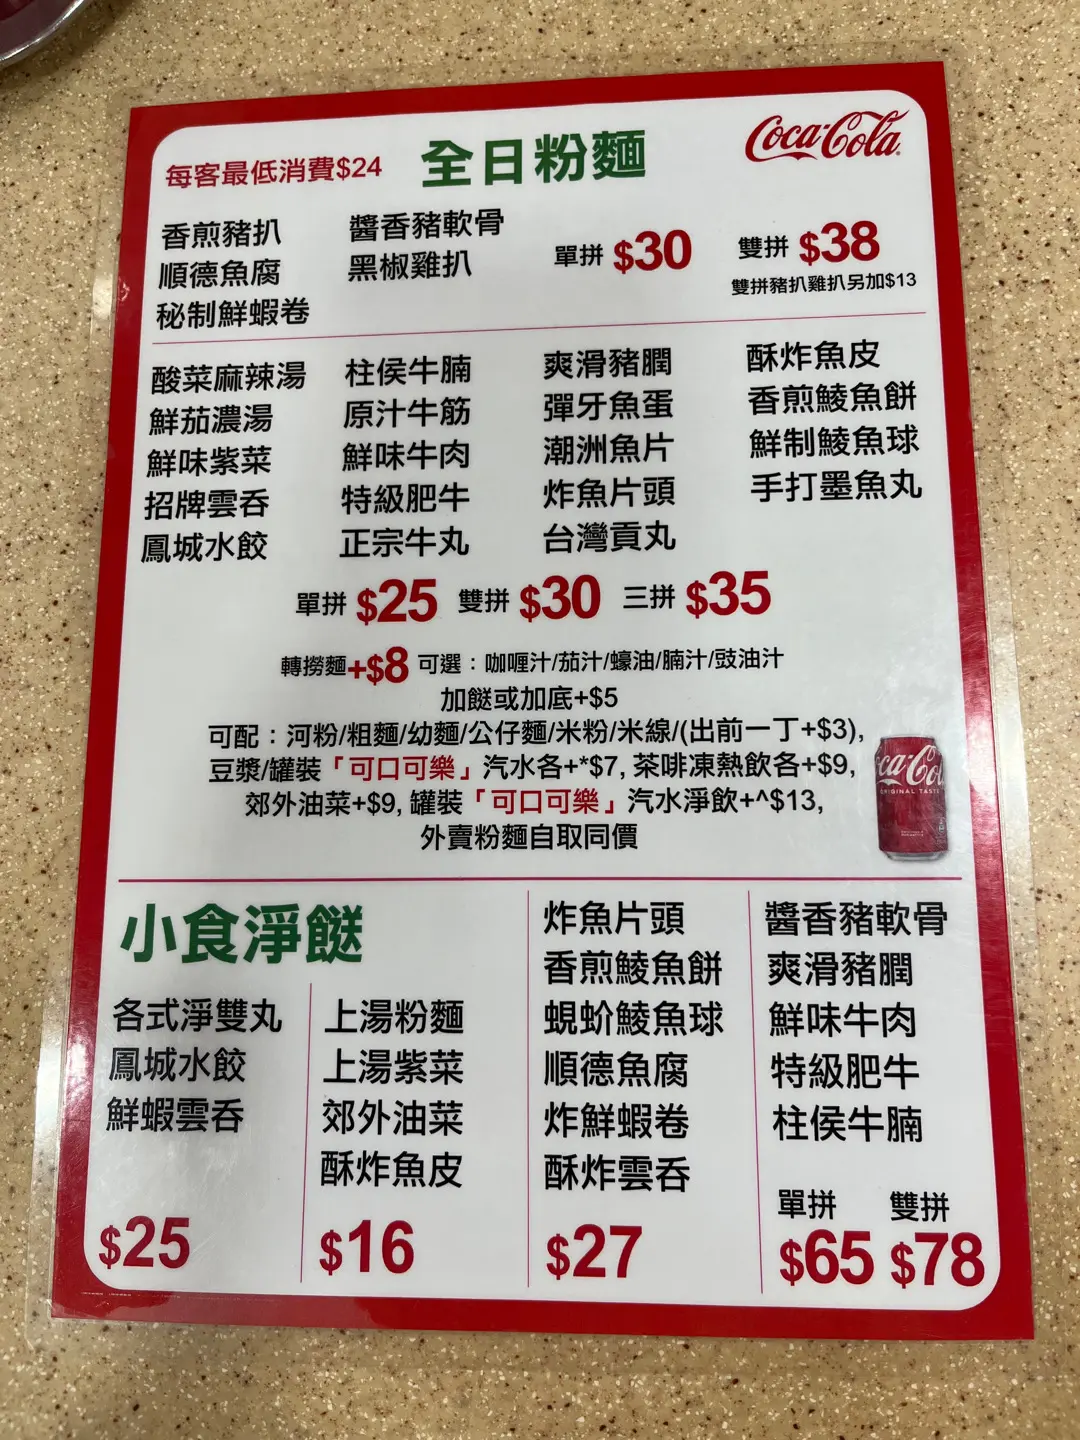 Coca-Cola
每客最低消費$24
全日粉麵
香煎豬扒
順德魚腐
秘制鮮蝦卷
醬香豬軟骨
黑椒雞扒
單拼 $30
雙拼 $38
雙拼豬扒雞扒另加$13
酸菜麻辣湯
鮮茄濃湯
鮮味紫菜
招牌雲吞
鳳城水餃
柱侯牛腩
原汁牛筋
鮮味牛肉
特級肥牛
正宗牛丸
爽滑豬膶
彈牙魚蛋
潮洲魚片
炸魚片頭
台灣貢丸
酥炸魚皮
香煎鯪魚餅
鮮制鯪魚球
手打墨魚丸
單拼 $25 雙拼 $30 三拼 $35
轉撈麵+$8 可選：咖喱汁/茄汁/蠔油/腩汁/豉油汁
加餸或加底+$5
可配：河粉/粗麵/幼麵/公仔麵/米粉/米線/(出前一丁+$3),
豆漿/罐裝「可口可樂」汽水各+*$7, 茶啡凍熱飲各+$9,
郊外油菜+$9, 罐裝「可口可樂」汽水淨飲+^$13,
外賣粉麵自取同價
Coca-Cola
ORIGINAL TASTE
小食淨餸
各式淨雙丸
鳳城水餃
鮮蝦雲吞
$25
上湯粉麵
上湯紫菜
郊外油菜
酥炸魚皮
$16
炸魚片頭
香煎鯪魚餅
蜆蚧鯪魚球
順德魚腐
炸鮮蝦卷
酥炸雲吞
$27
醬香豬軟骨
爽滑豬膶
鮮味牛肉
特級肥牛
柱侯牛腩
單拼 雙拼
$65 $78